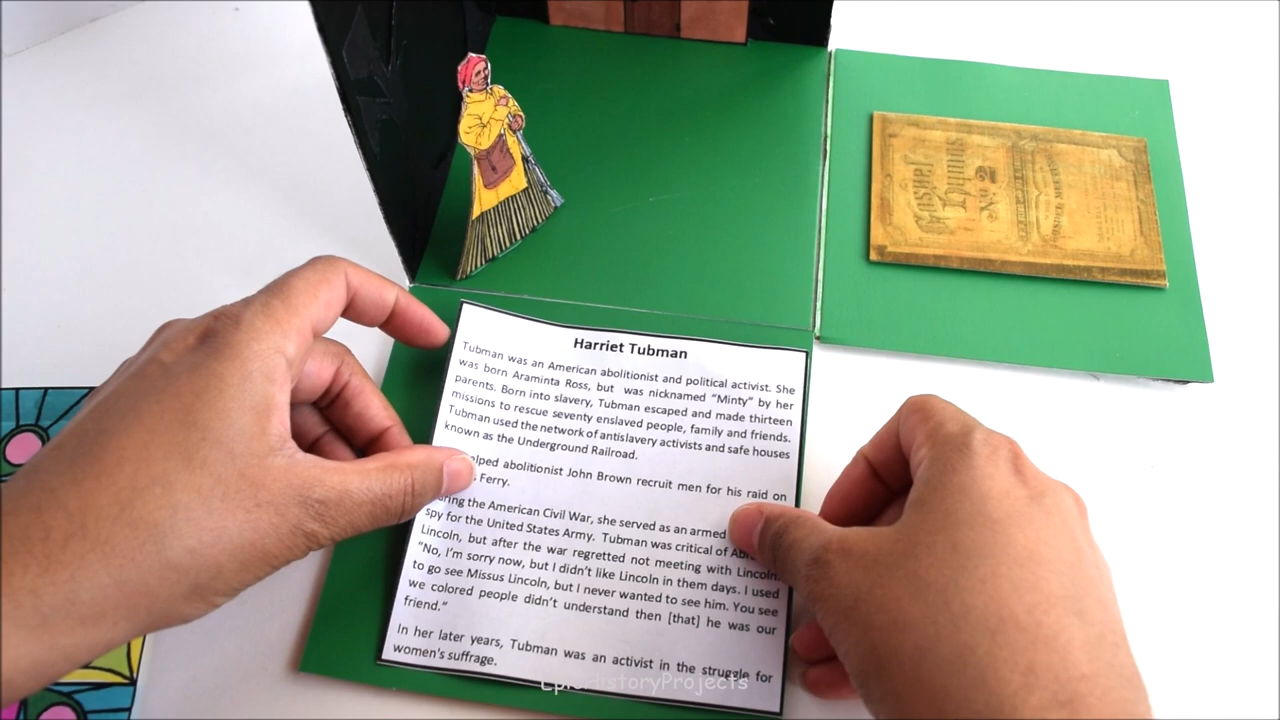 Harriet Tubman
Tubman was an American abolitionist and political activist. She
was born Araminta Ross, but was nicknamed "Minty" by her
parents. Born into slavery, Tubman escaped and made thirteen
missions to rescue seventy enslaved people, family and friends.
Tubman used the network of antislavery activists and safe houses
known as the Underground Railroad.
elped abolitionist John Brown recruit men for his raid on
Ferry.
ring the American Civil War, she served as an armed
spy for the United States Army. Tubman was critical of Ab
Lincoln, but after the war regretted not meeting with Lincoln.
"No, I'm sorry now, but I didn't like Lincoln in them days. I used
to go see Missus Lincoln, but I never wanted to see him. You see
we colored people didn't understand then [that] he was our
friend."
In her later years, Tubman was an activist in the struggle for
women's suffrage.
EpicHistoryProjects